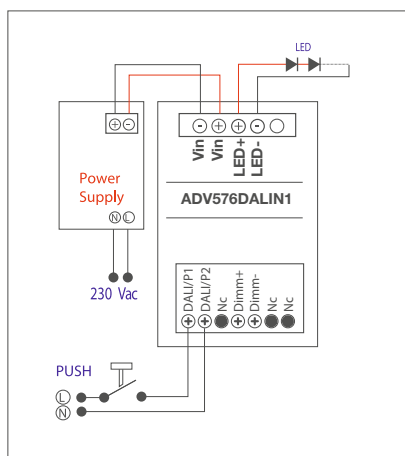 LED
+ -
- + + -
Vin Vin LED+ LED-
Power
Supply
ADV576DALIN1
N L
230 Vac
DALI/P1 DALI/P2 Nc Dimm+ Dimm- Nc Nc
+ + + +
PUSH
L
N